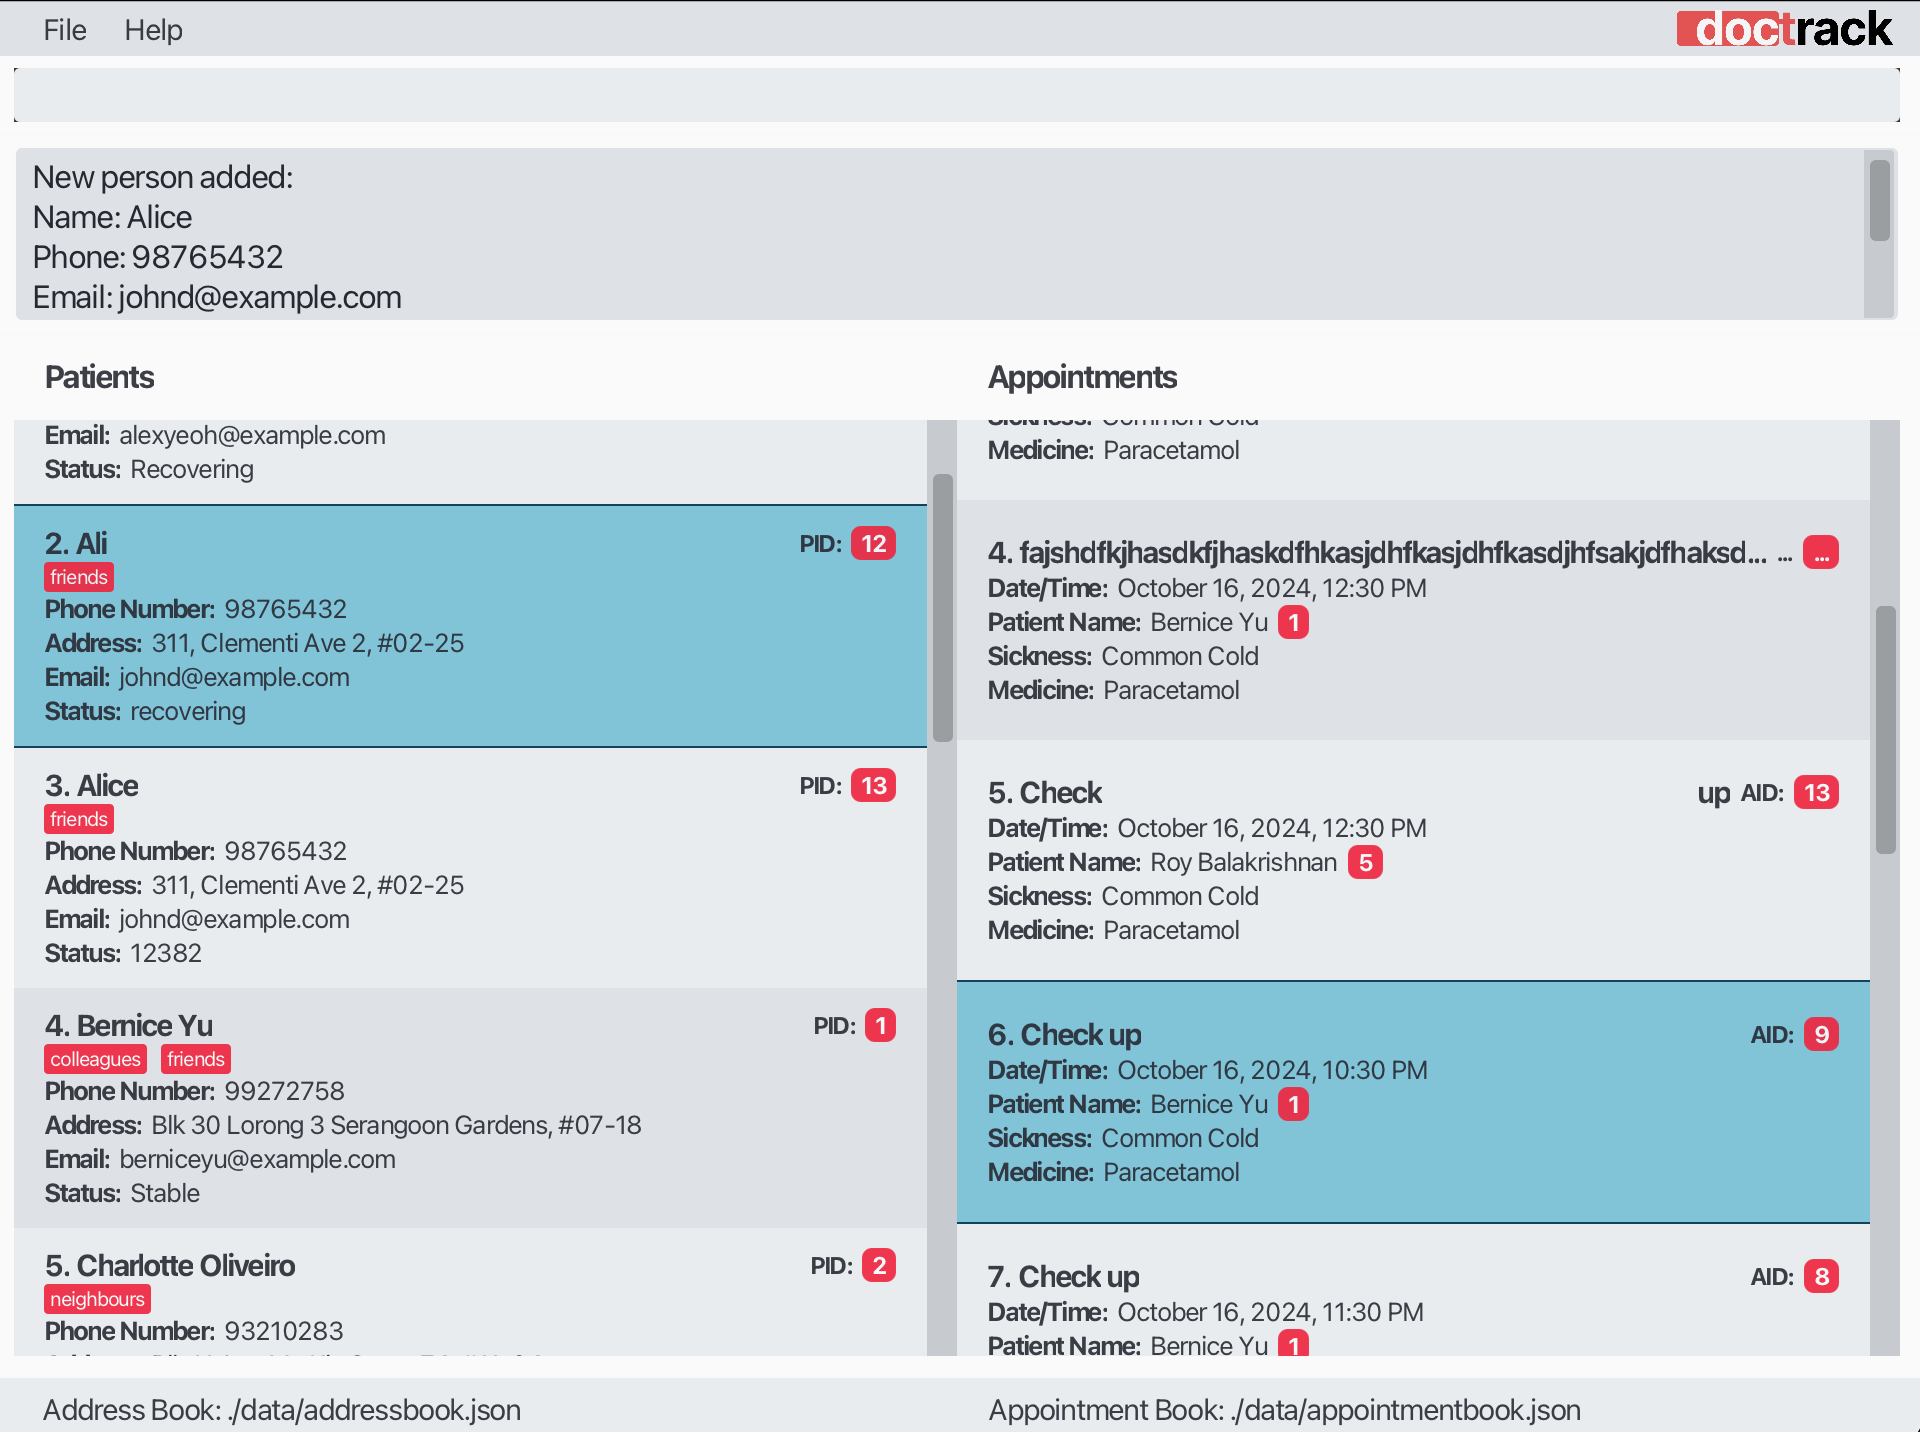 File Help doctrack
New person added:
Name: Alice
Phone: 98765432
Email: johnd@example.com
Patients
Email: alexyeoh@example.com
Status: Recovering
2. Ali PID: 12
friends
Phone Number: 98765432
Address: 311, Clementi Ave 2, #02-25
Email: johnd@example.com
Status: recovering
3. Alice PID: 13
friends
Phone Number: 98765432
Address: 311, Clementi Ave 2, #02-25
Email: johnd@example.com
Status: 12382
4. Bernice Yu PID: 1
colleagues friends
Phone Number: 99272758
Address: Blk 30 Lorong 3 Serangoon Gardens, #07-18
Email: berniceyu@example.com
Status: Stable
5. Charlotte Oliveiro PID: 2
neighbours
Phone Number: 93210283
Appointments
Sickness: Common Cold
Medicine: Paracetamol
4. fajshdfkjhasdkfjhaskdfhkasjdhfkasjdhfkasdjhfsakjdfhaksd... ... ...
Date/Time: October 16, 2024, 12:30 PM
Patient Name: Bernice Yu 1
Sickness: Common Cold
Medicine: Paracetamol
5. Check up AID: 13
Date/Time: October 16, 2024, 12:30 PM
Patient Name: Roy Balakrishnan 5
Sickness: Common Cold
Medicine: Paracetamol
6. Check up AID: 9
Date/Time: October 16, 2024, 10:30 PM
Patient Name: Bernice Yu 1
Sickness: Common Cold
Medicine: Paracetamol
7. Check up AID: 8
Date/Time: October 16, 2024, 11:30 PM
Patient Name: Bernice Yu 1
Address Book: ./data/addressbook.json
Appointment Book: ./data/appointmentbook.json